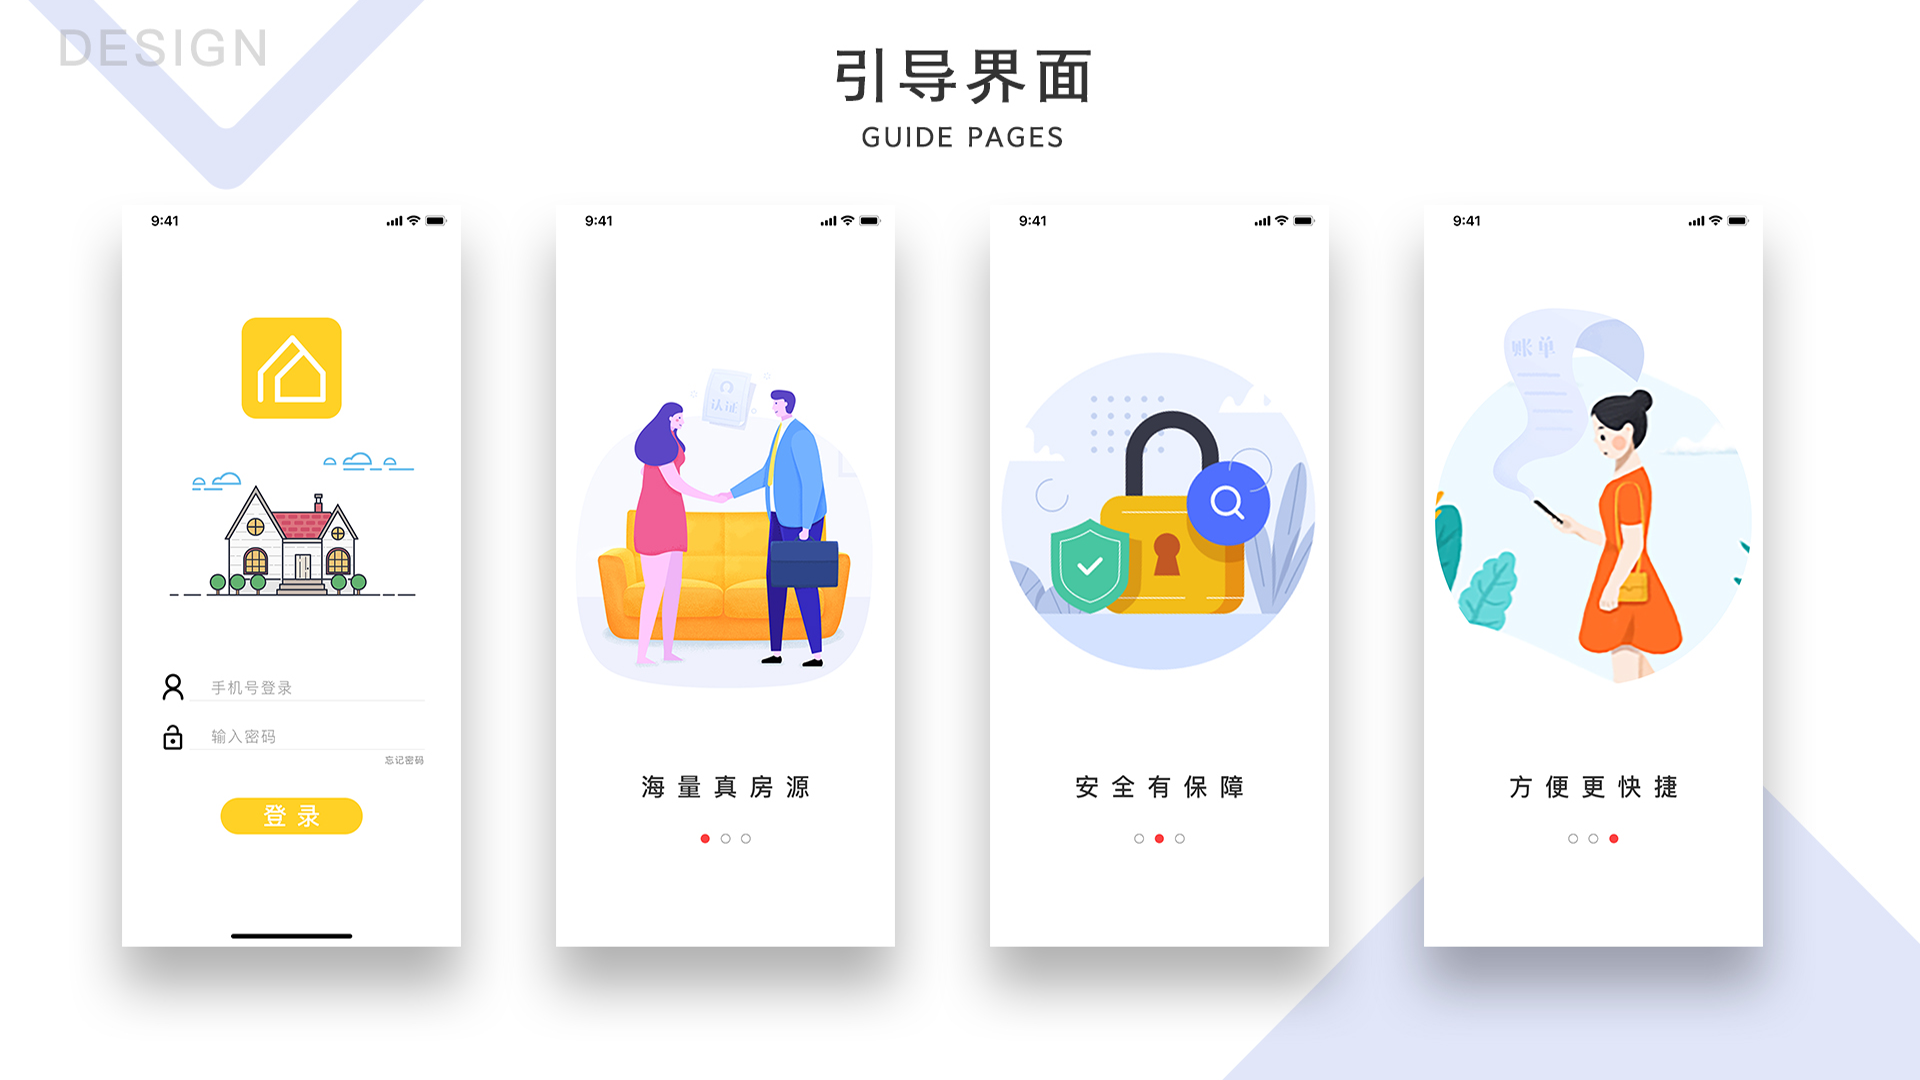 DESIGN
引导界面
GUIDE PAGES
9:41
手机号登录
输入密码
忘记密码
登录
9:41
认证
海量真房源
9:41
安全有保障
9:41
账单
方便更快捷